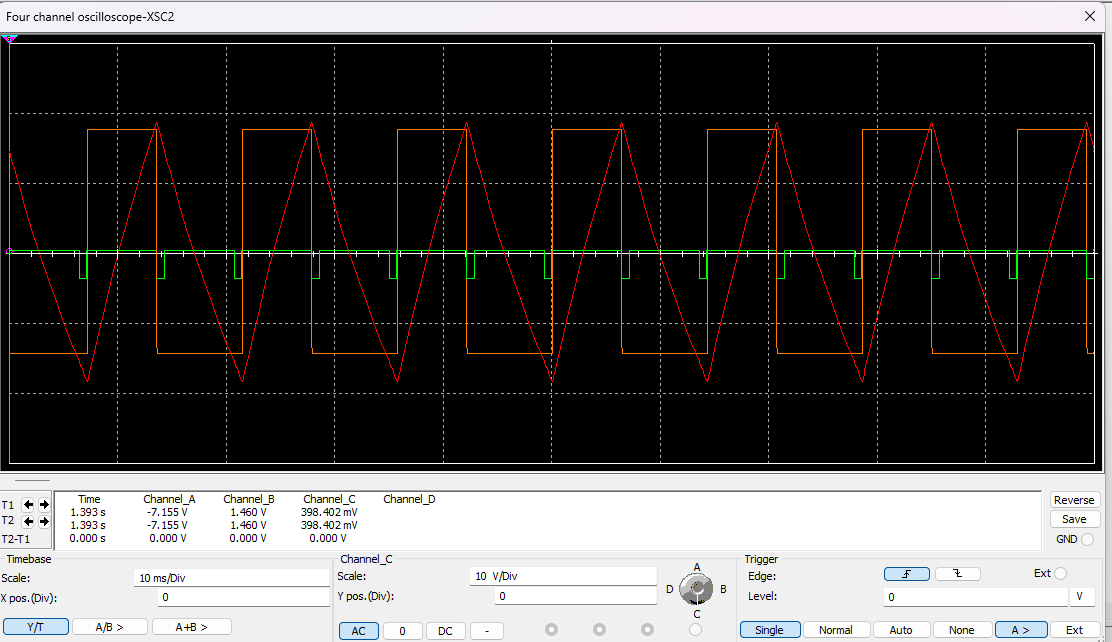 Four channel oscilloscope-XSC2
Time Channel_A Channel_B Channel_C Channel_D
T1 1.393 s -7.155 V 1.460 V 398.402 mV
T2 1.393 s -7.155 V 1.460 V 398.402 mV
T2-T1 0.000 s 0.000 V 0.000 V 0.000 V
Reverse
Save
GND
Timebase
Scale: 10 ms/Div
X pos.(Div): 0
Y/T A/B > A+B >
Channel_C
Scale: 10 V/Div
Y pos.(Div): 0
AC 0 DC -
A
D B
C
Trigger
Edge: Ext
Level: 0 V
Single Normal Auto None A > Ext